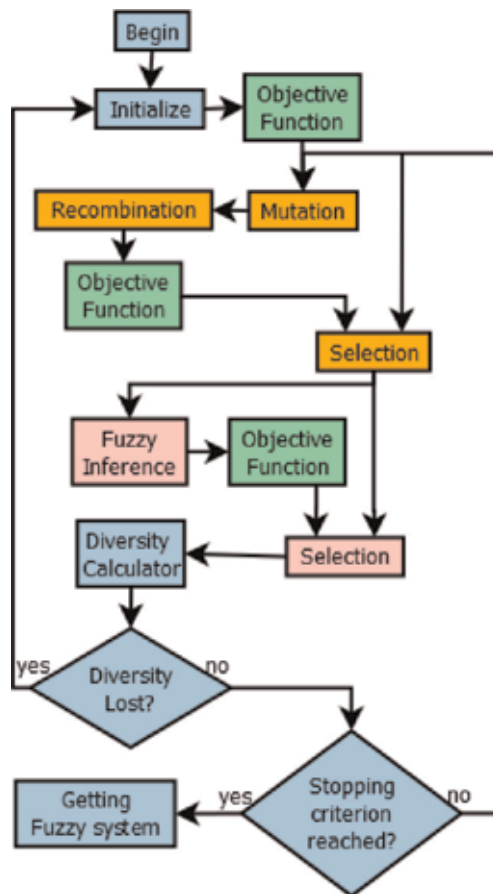 Begin
Initialize
Objective
Function
Recombination
Mutation
Objective
Function
Selection
Fuzzy
Inference
Objective
Function
Diversity
Calculator
Selection
yes
no
Diversity
Lost?
Getting
Fuzzy system
yes
Stopping
criterion
reached?
no